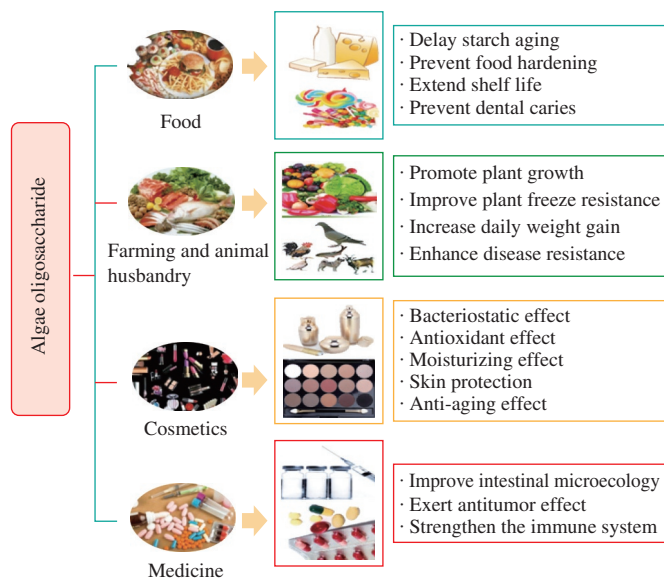 Algae oligosaccharide
Food
· Delay starch aging
· Prevent food hardening
· Extend shelf life
· Prevent dental caries
Farming and animal
husbandry
· Promote plant growth
· Improve plant freeze resistance
· Increase daily weight gain
· Enhance disease resistance
Cosmetics
· Bacteriostatic effect
· Antioxidant effect
· Moisturizing effect
· Skin protection
· Anti-aging effect
Medicine
· Improve intestinal microecology
· Exert antitumor effect
· Strengthen the immune system